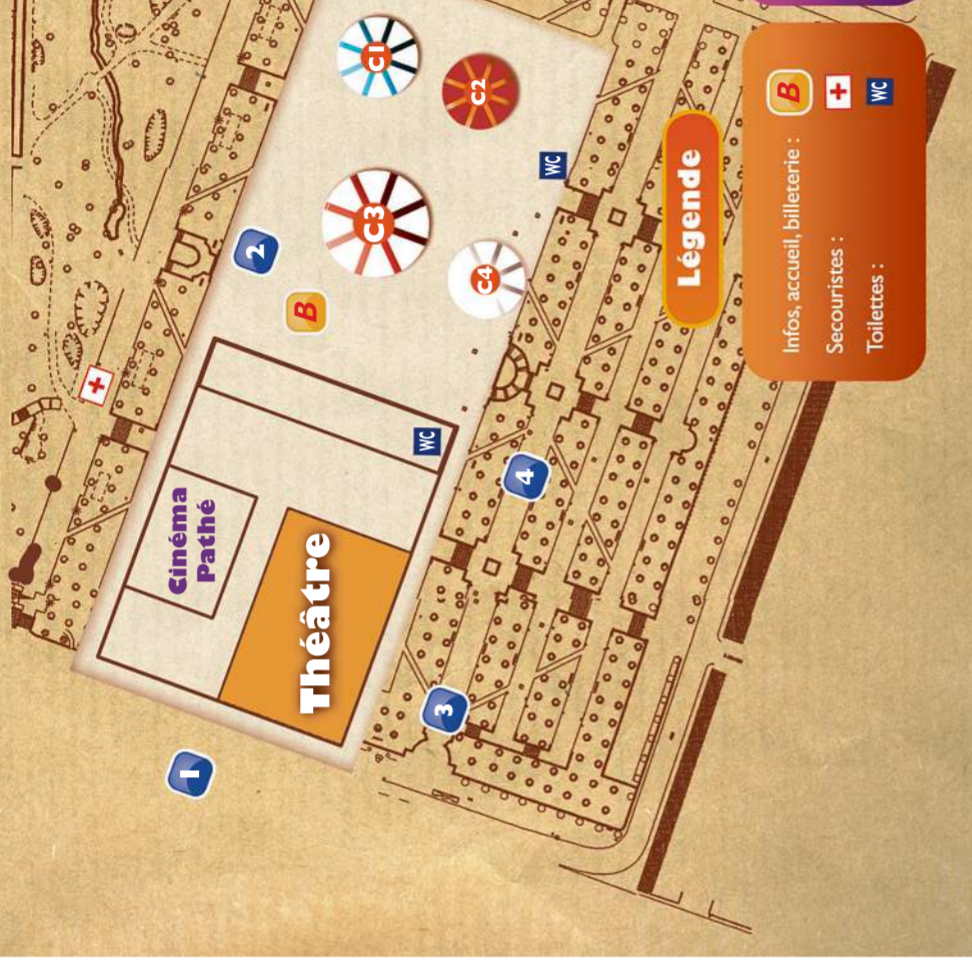 C1
C2
C3
C4
2
B
WC
Cinéma
Pathé
WC
Théâtre
1
3
4
Légende
Infos, accueil, billeterie : B
Secouristes :
Toilettes : WC